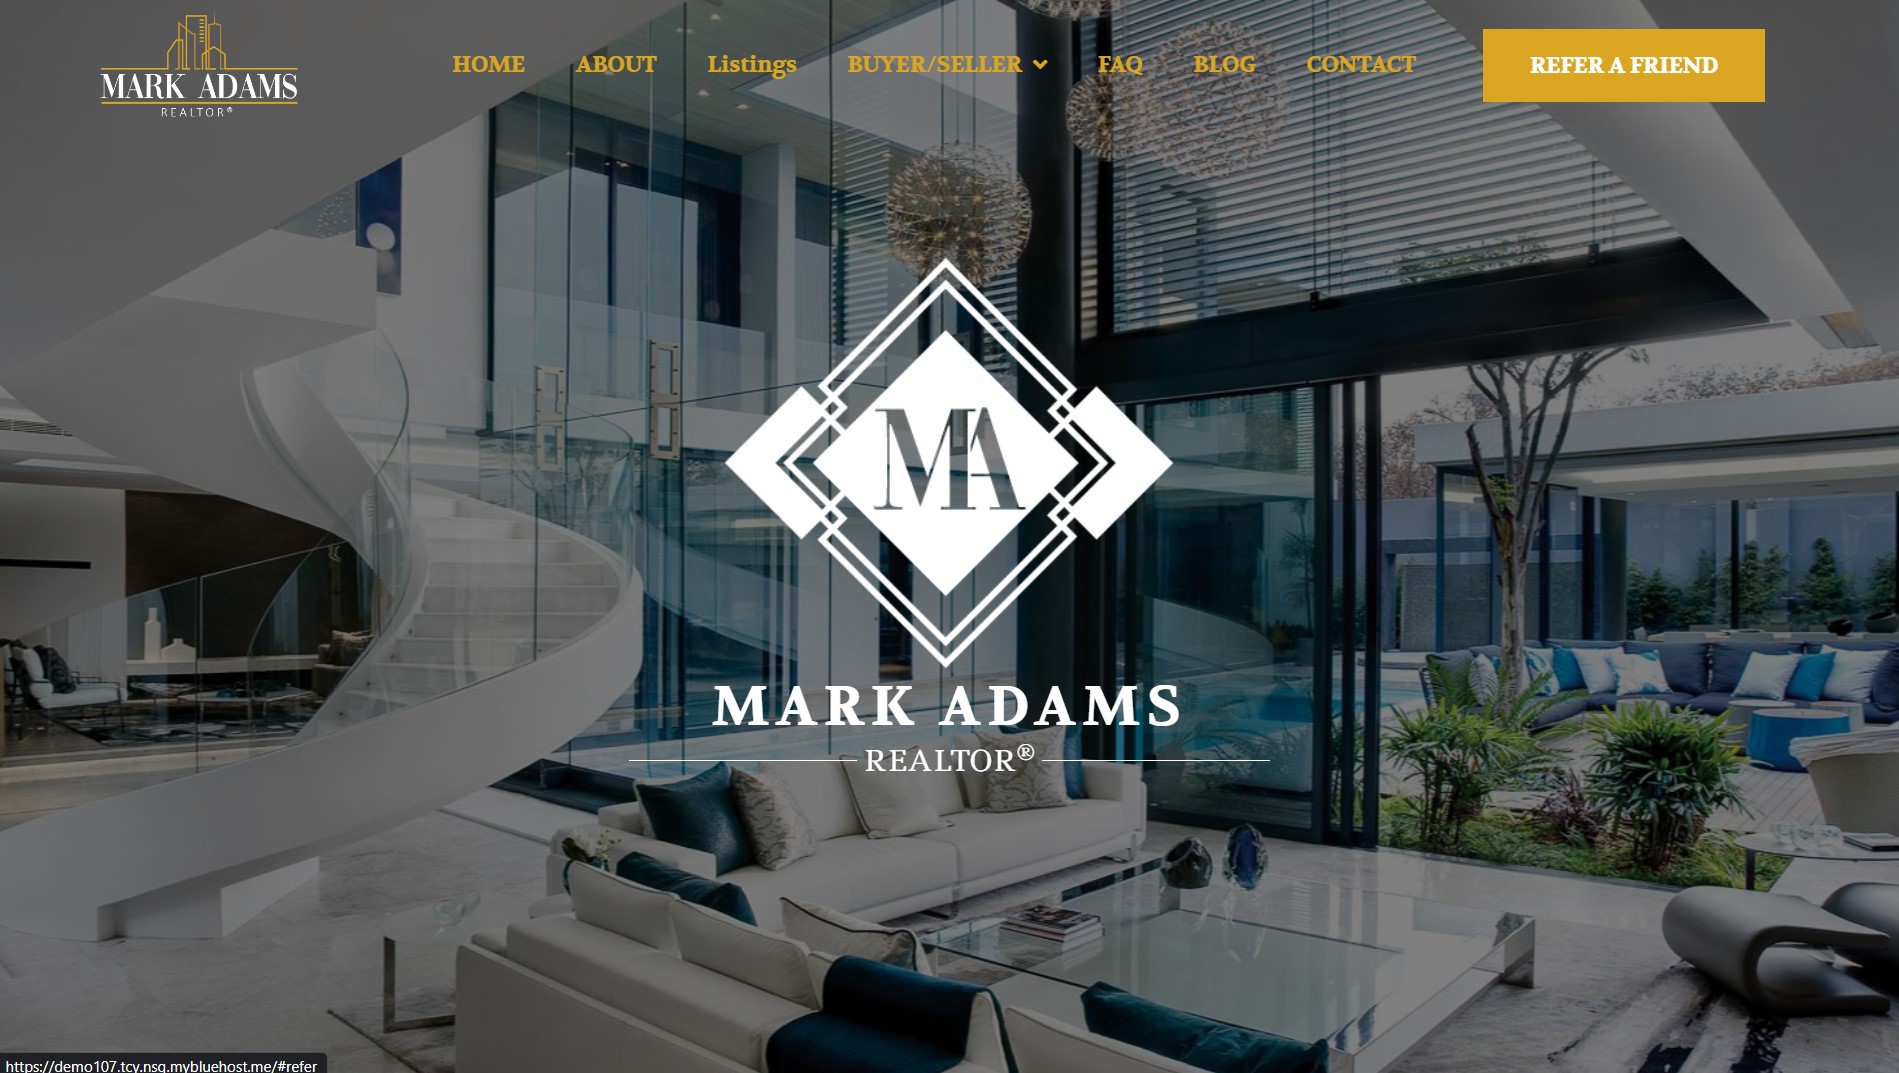 MARK ADAMS
REALTOR®
HOME ABOUT Listings BUYER/SELLER FAQ BLOG CONTACT REFER A FRIEND
MA
MARK ADAMS
REALTOR®
https://demo107.tcy.nsq.mybluehost.me/#refer